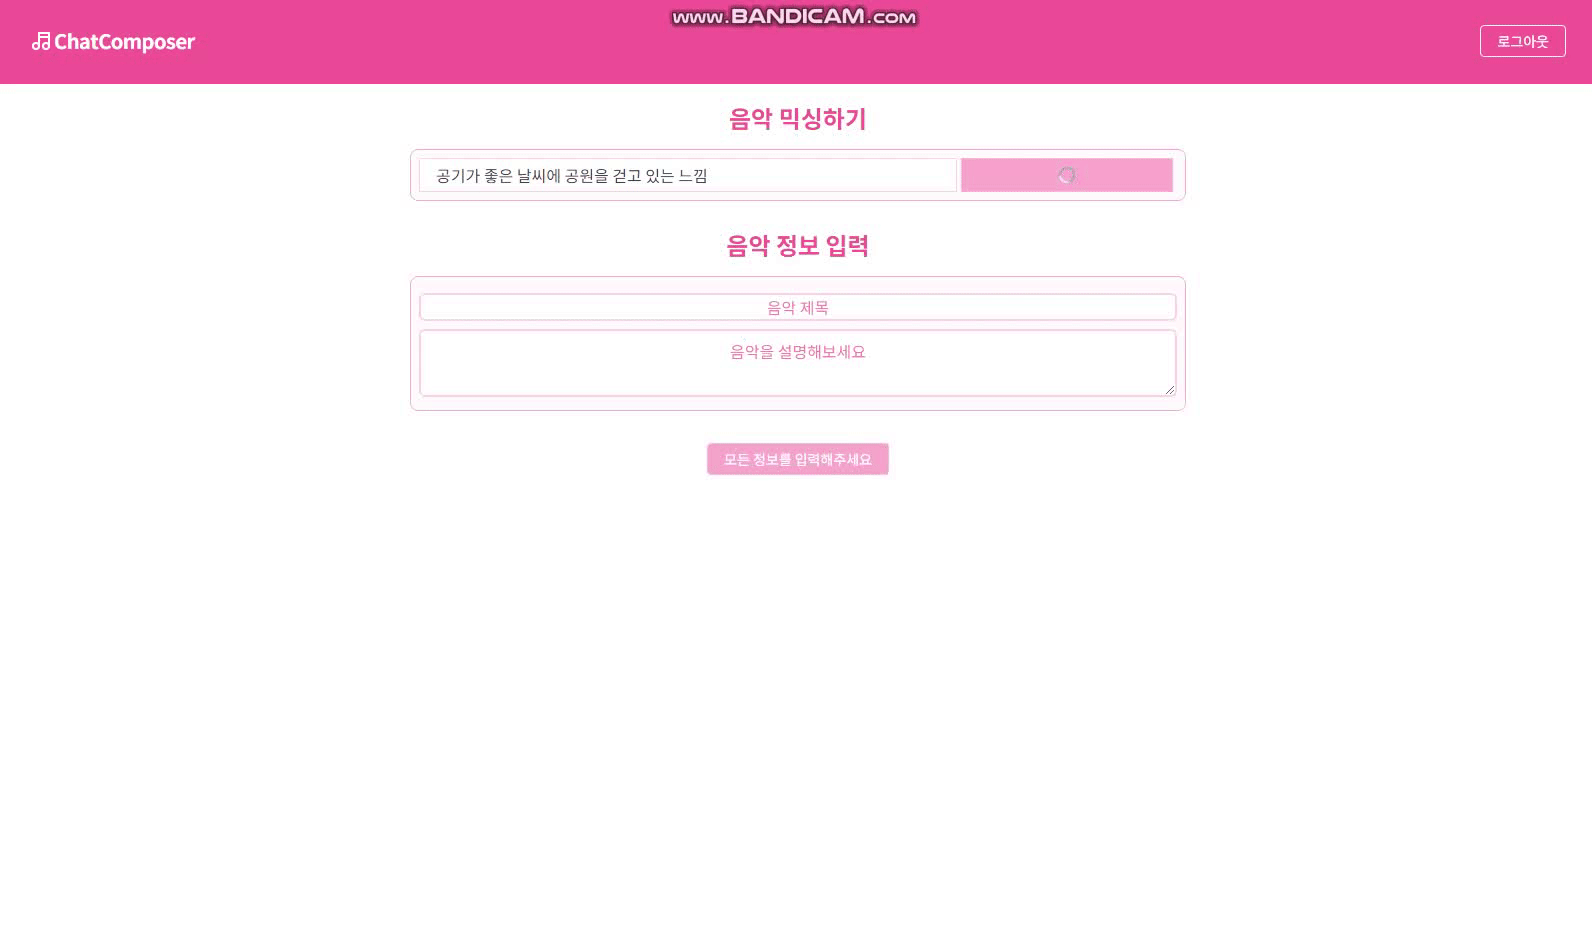 www.BANDICAM.com
ChatComposer
로그아웃
음악 믹싱하기
공기가 좋은 날씨에 공원을 걷고 있는 느낌
음악 정보 입력
음악 제목
음악을 설명해보세요
모든 정보를 입력해주세요